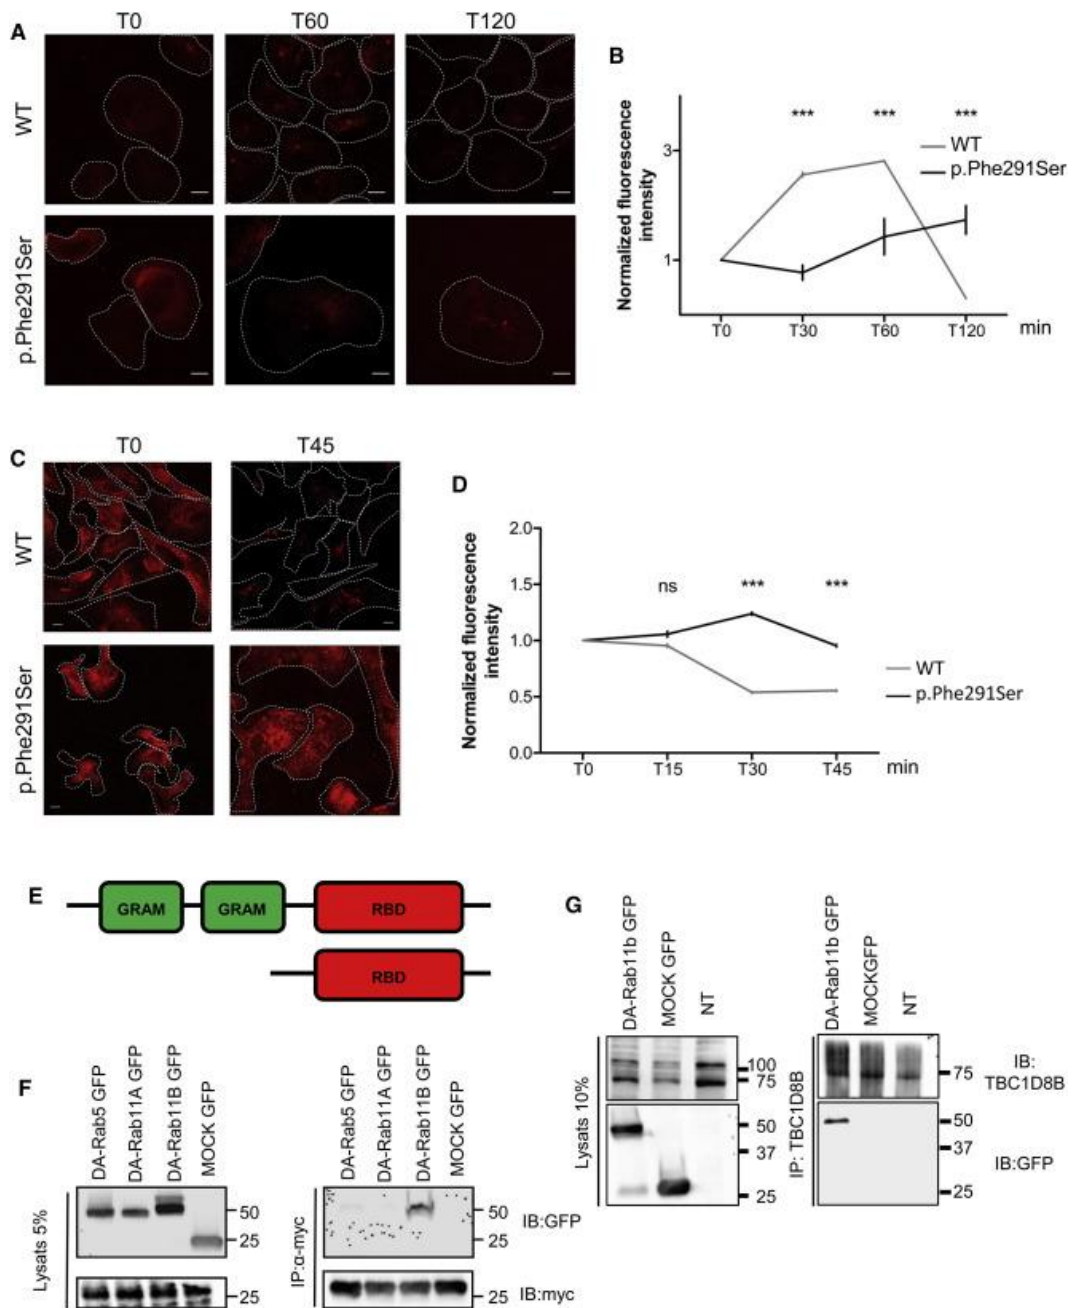 A
T0
T60
T120
WT
p.Phe291Ser
B
Normalized fluorescence
intensity
3
1
***
***
***
WT
p.Phe291Ser
T0
T30
T60
T120
min
C
T0
T45
WT
p.Phe291Ser
D
Normalized fluorescence
intensity
2.0
1.5
1.0
0.5
0.0
ns
***
***
WT
p.Phe291Ser
T0
T15
T30
T45
min
E
GRAM
GRAM
RBD
RBD
F
DA-Rab5 GFP
DA-Rab11A GFP
DA-Rab11B GFP
MOCK GFP
Lysats 5%
50
25
25
DA-Rab5 GFP
DA-Rab11A GFP
DA-Rab11B GFP
MOCK GFP
IP:α-myc
50
25
IB:GFP
25
IB:myc
G
DA-Rab11b GFP
MOCK GFP
NT
Lysats 10%
100
75
50
37
25
DA-Rab11b GFP
MOCKGFP
NT
IP: TBC1D8B
75
IB:
TBC1D8B
50
37
25
IB:GFP